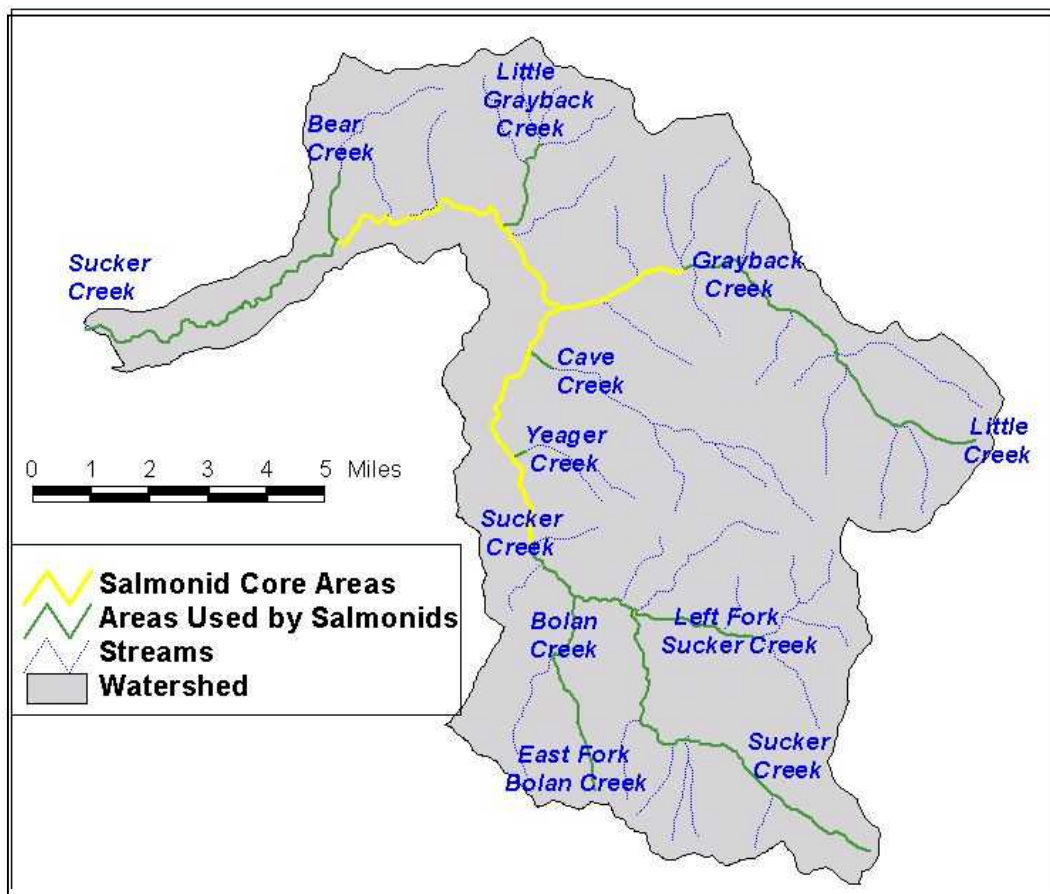 Little
Grayback
Creek
Bear
Creek
Sucker
Creek
Grayback
Creek
Cave
Creek
Little
Creek
Yeager
Creek
0 1 2 3 4 5 Miles
Sucker
Creek
Salmonid Core Areas
Areas Used by Salmonids
Streams
Watershed
Bolan
Creek
Left Fork
Sucker Creek
East Fork
Bolan Creek
Sucker
Creek